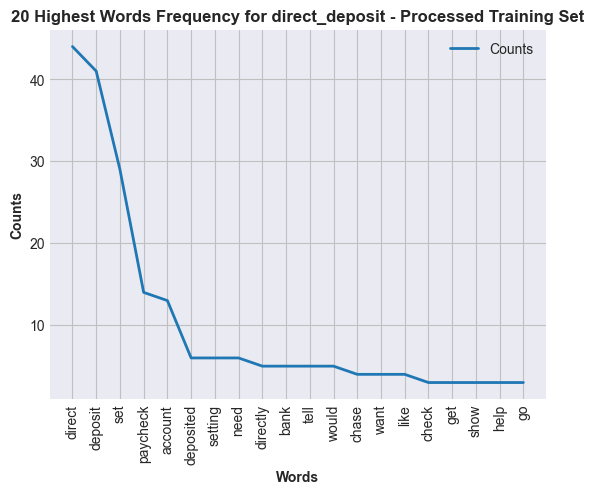 20 Highest Words Frequency for direct_deposit - Processed Training Set
Counts
40
30
20
10
Counts
direct
deposit
set
paycheck
account
deposited
setting
need
directly
bank
tell
would
chase
want
like
check
get
show
help
go
Words